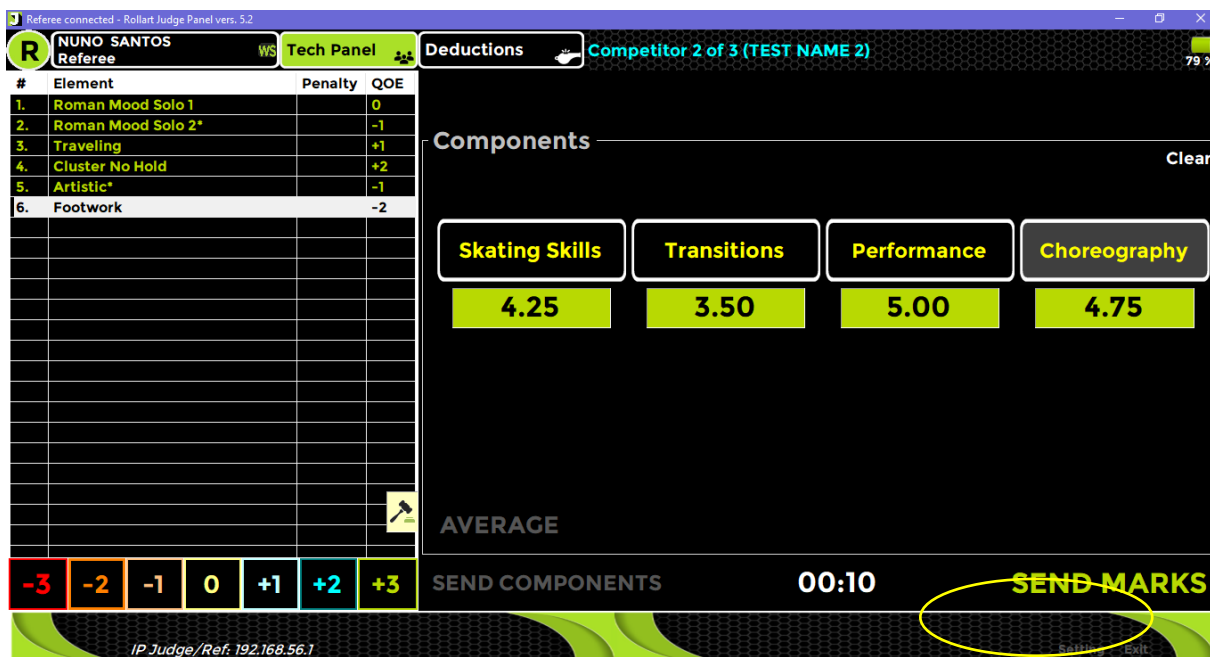 Referee connected - Rollart Judge Panel vers. 5.2
R
NUNO SANTOS
Referee
WS
Tech Panel
Deductions
Competitor 2 of 3 (TEST NAME 2)
79 %
# Element Penalty QOE
1. Roman Mood Solo 1 0
2. Roman Mood Solo 2* -1
3. Traveling +1
4. Cluster No Hold +2
5. Artistic* -1
6. Footwork -2
Components
Clear
Skating Skills Transitions Performance Choreography
4.25 3.50 5.00 4.75
AVERAGE
-3 -2 -1 0 +1 +2 +3
SEND COMPONENTS 00:10 SEND MARKS
IP Judge/Ref: 192.168.56.1
Setting Exit